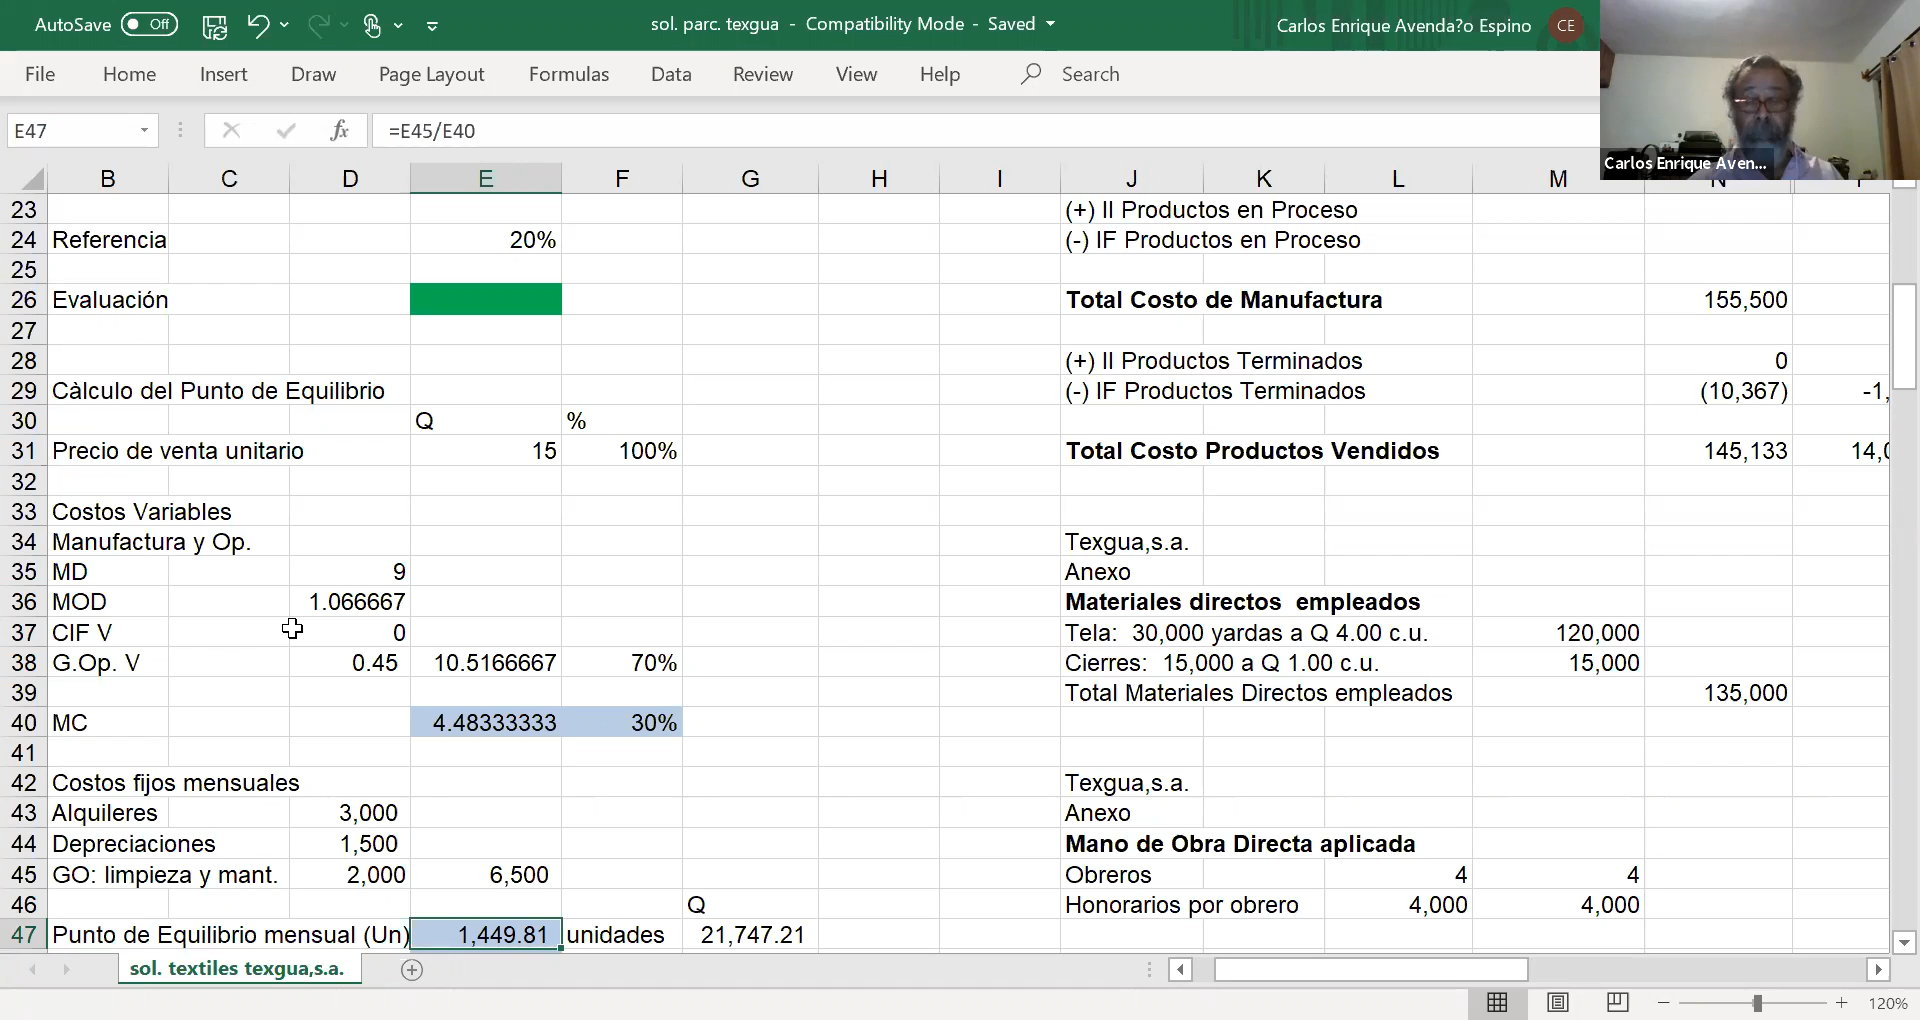 AutoSave Off sol. parc. texgua - Compatibility Mode - Saved Carlos Enrique Avenda?o Espino CE
File Home Insert Draw Page Layout Formulas Data Review View Help Search
E47 fx =E45/E40
Carlos Enrique Aven...
B C D E F G H I J K L M N
23 (+) II Productos en Proceso
24 Referencia 20% (-) IF Productos en Proceso
25
26 Evaluación Total Costo de Manufactura 155,500
27
28 (+) II Productos Terminados 0
29 Càlculo del Punto de Equilibrio (-) IF Productos Terminados (10,367) -1,
30 Q %
31 Precio de venta unitario 15 100% Total Costo Productos Vendidos 145,133 14,0
32
33 Costos Variables
34 Manufactura y Op. Texgua,s.a.
35 MD 9 Anexo
36 MOD 1.066667 Materiales directos empleados
37 CIF V 0 Tela: 30,000 yardas a Q 4.00 c.u. 120,000
38 G.Op. V 0.45 10.5166667 70% Cierres: 15,000 a Q 1.00 c.u. 15,000
39 Total Materiales Directos empleados 135,000
40 MC 4.48333333 30%
41
42 Costos fijos mensuales Texgua,s.a.
43 Alquileres 3,000 Anexo
44 Depreciaciones 1,500 Mano de Obra Directa aplicada
45 GO: limpieza y mant. 2,000 6,500 Obreros 4 4
46 Q Honorarios por obrero 4,000 4,000
47 Punto de Equilibrio mensual (Un) 1,449.81 unidades 21,747.21
sol. textiles texgua,s.a.
120%